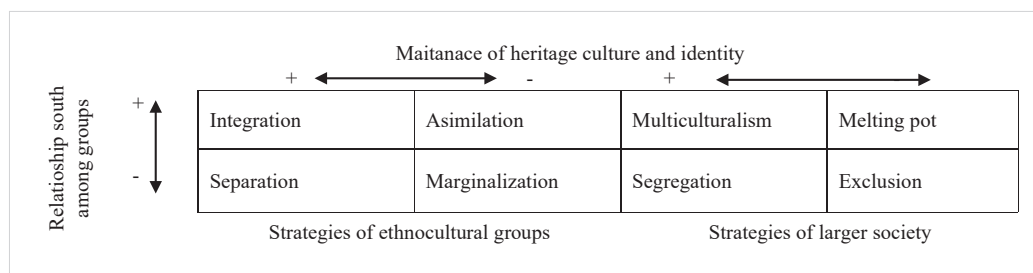 Maitanace of heritage culture and identity
+ - + -
Relatioship south
among groups
+
-
Integration Asimilation Multiculturalism Melting pot
Separation Marginalization Segregation Exclusion
Strategies of ethnocultural groups Strategies of larger society